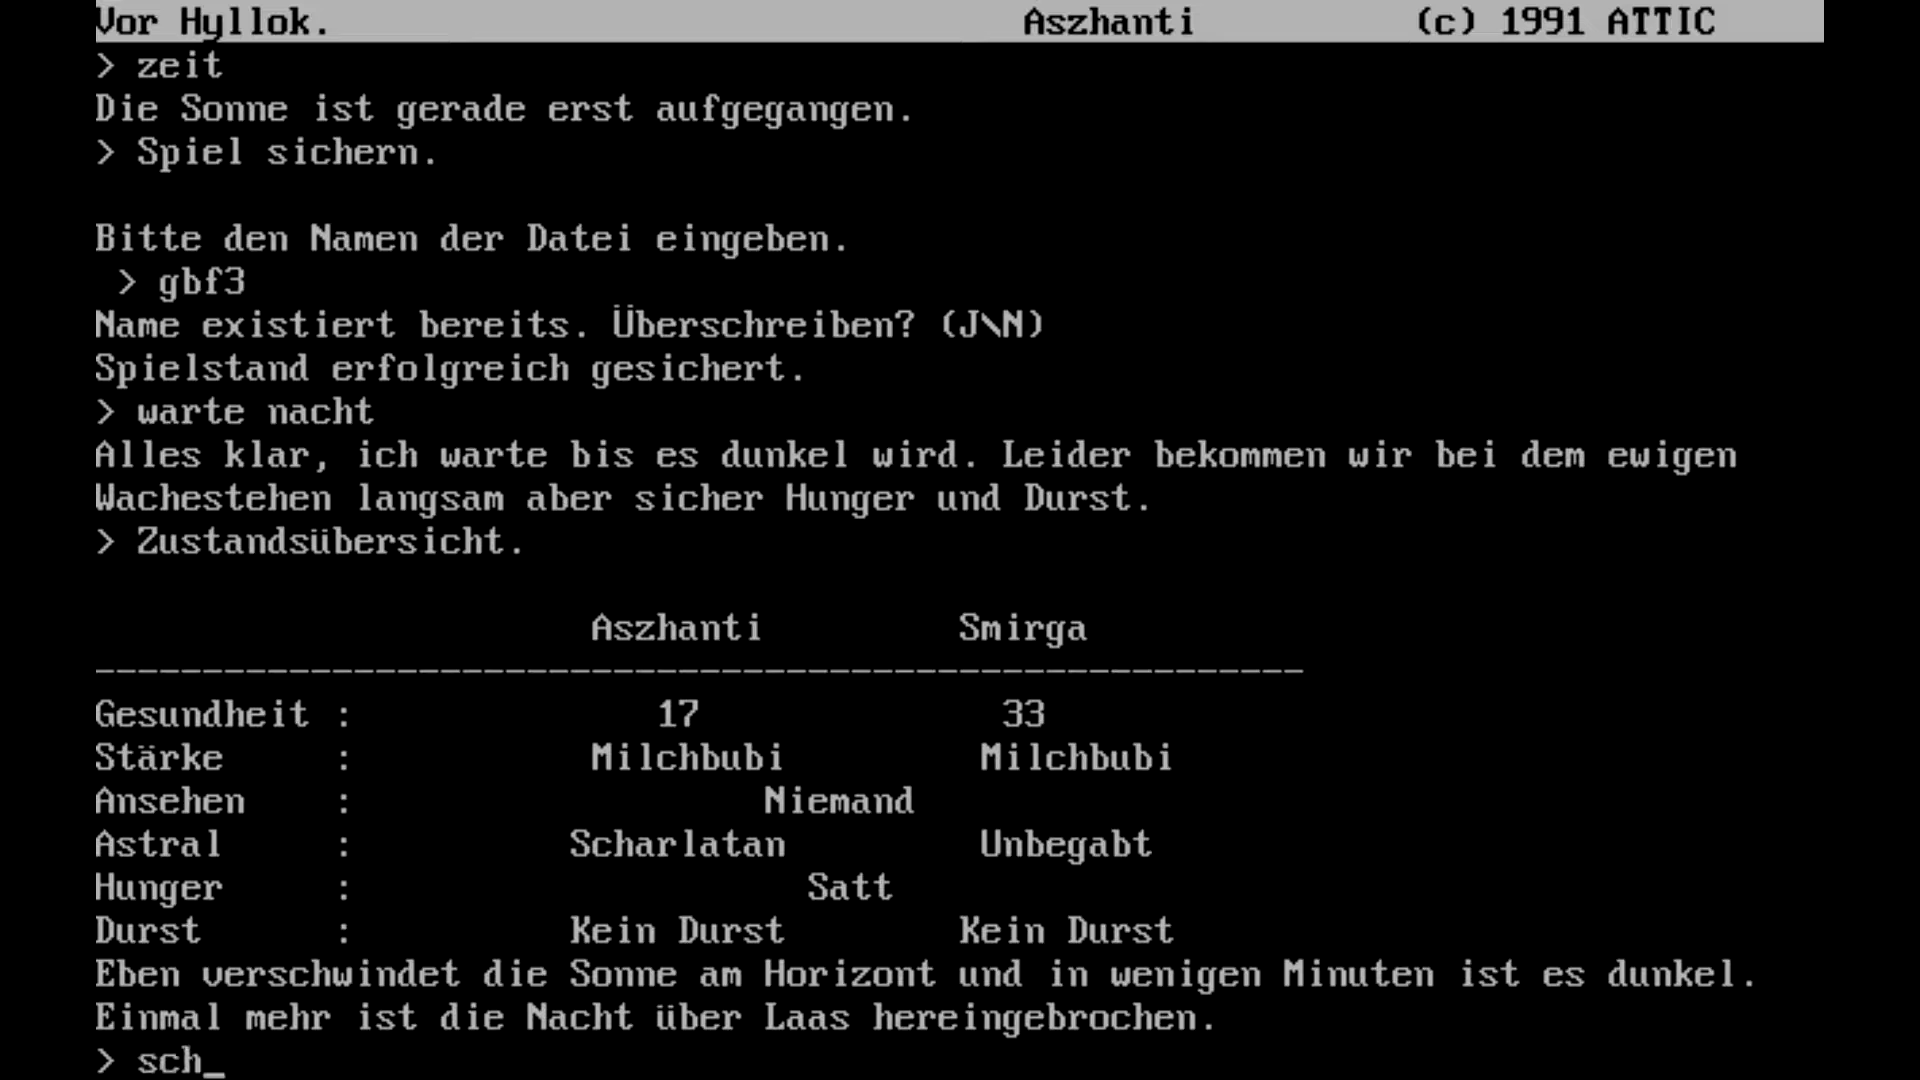 Vor Hyllok. Aszhanti (c) 1991 ATTIC
> zeit
Die Sonne ist gerade erst aufgegangen.
> Spiel sichern.
Bitte den Namen der Datei eingeben.
> gbf3
Name existiert bereits. Überschreiben? (J\N)
Spielstand erfolgreich gesichert.
> warte nacht
Alles klar, ich warte bis es dunkel wird. Leider bekommen wir bei dem ewigen
Wachestehen langsam aber sicher Hunger und Durst.
> Zustandsübersicht.
Aszhanti Smirga
--------------------------------------------------------
Gesundheit : 17 33
Stärke : Milchbubi Milchbubi
Ansehen : Niemand
Astral : Scharlatan Unbegabt
Hunger : Satt
Durst : Kein Durst Kein Durst
Eben verschwindet die Sonne am Horizont und in wenigen Minuten ist es dunkel.
Einmal mehr ist die Nacht über Laas hereingebrochen.
> sch_